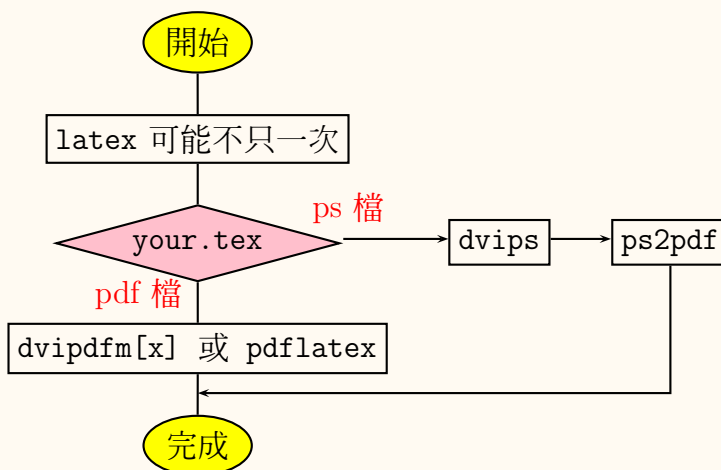 開始
latex 可能不只一次
ps 檔
your.tex
dvips
ps2pdf
pdf 檔
dvipdfm[x] 或 pdflatex
完成